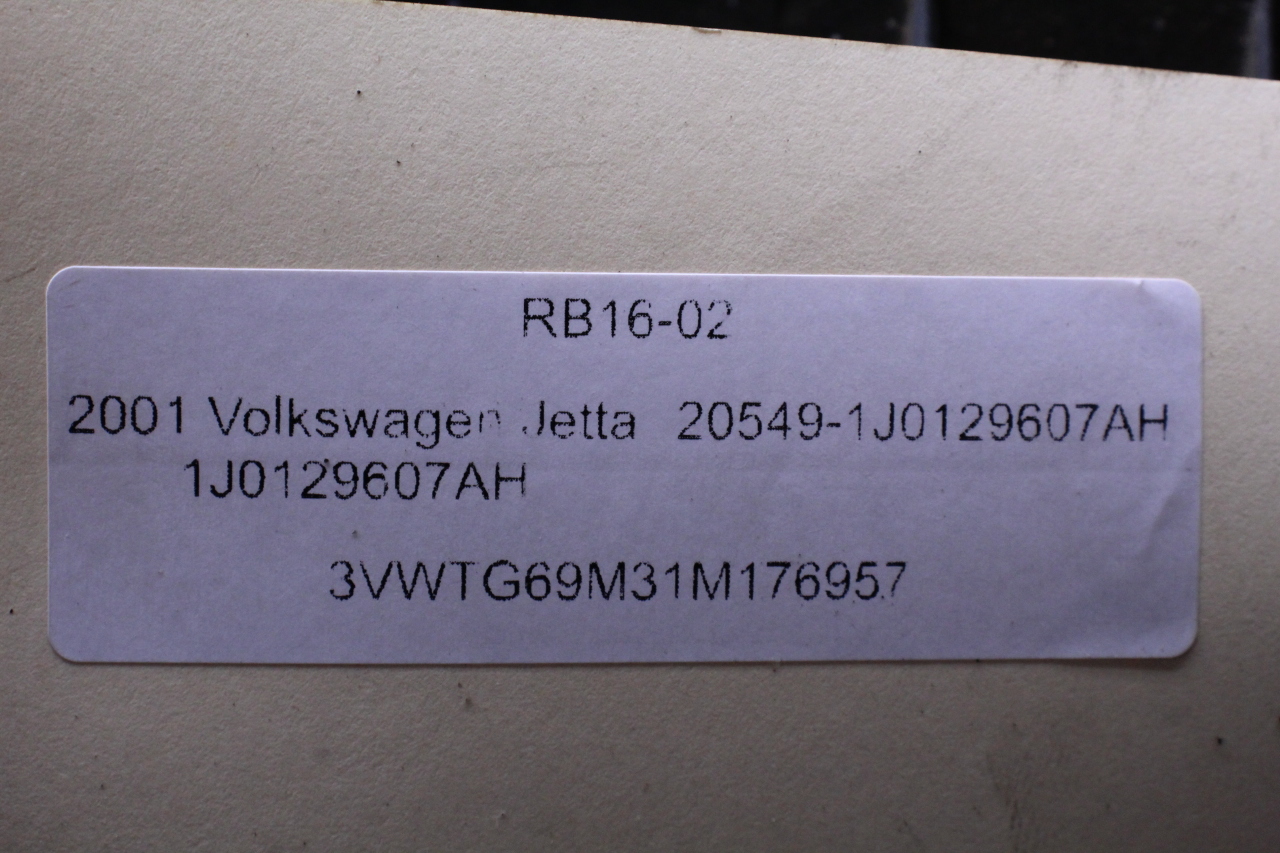 RB16-02
2001 Volkswagen Jetta 20549-1J0129607AH
1J0129607AH
3VWTG69M31M176957